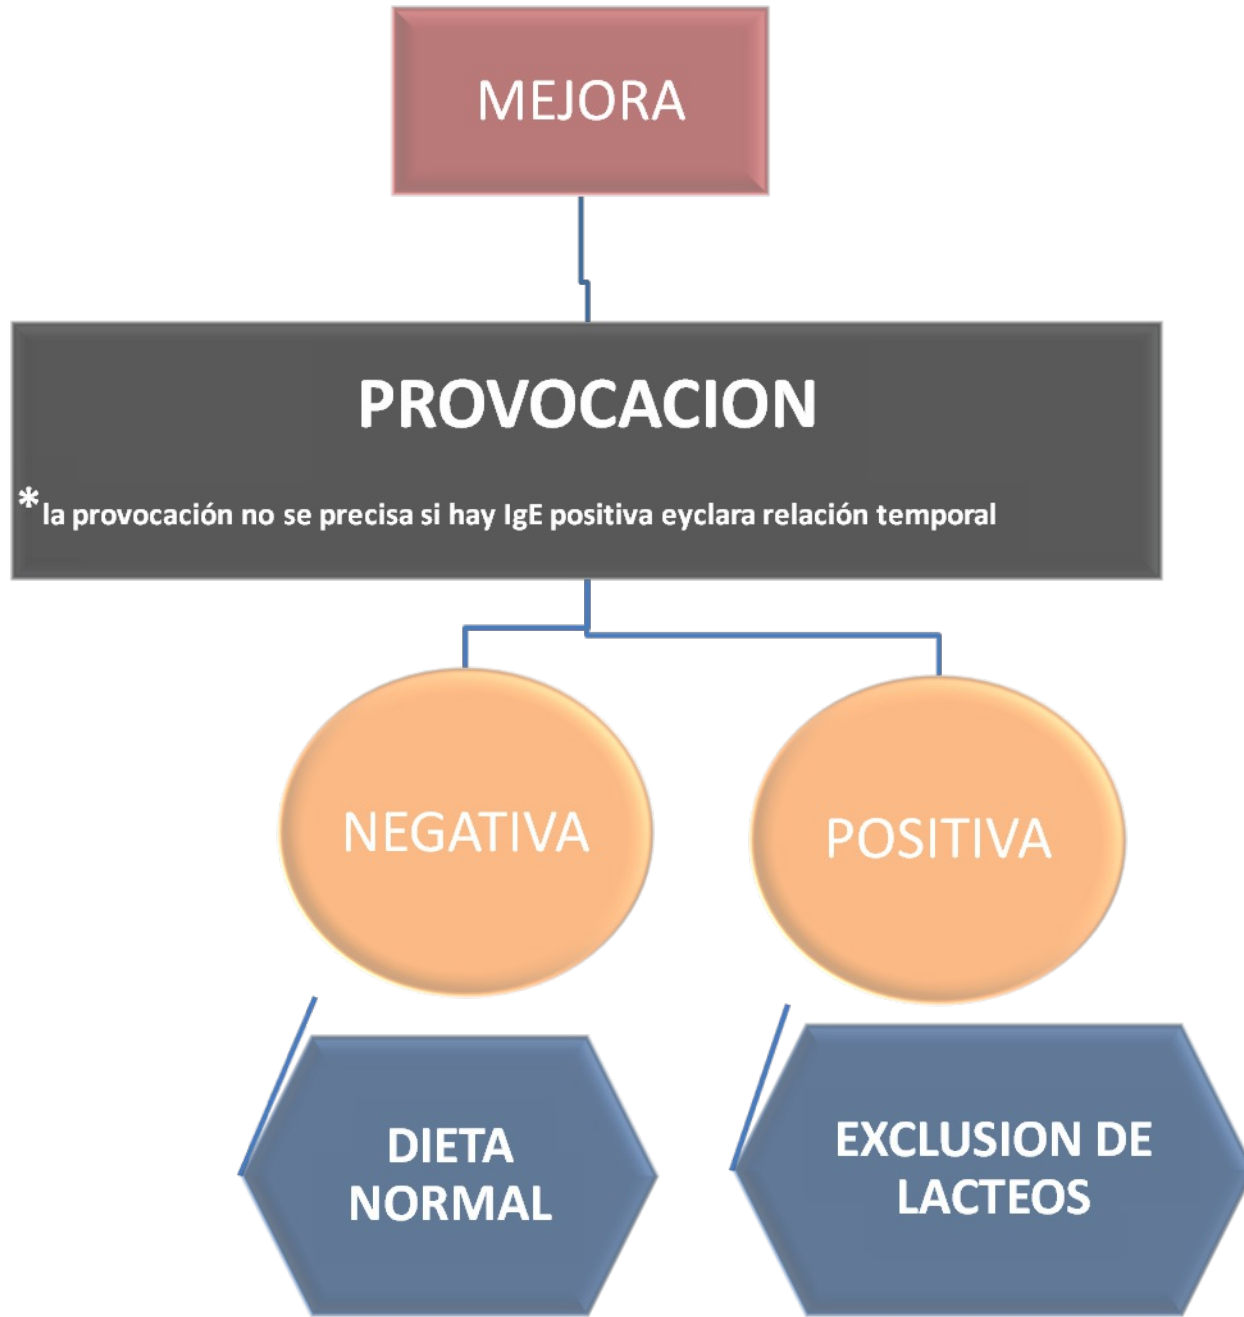 MEJORA
PROVOCACION
*la provocación no se precisa si hay IgE positiva eyclara relación temporal
NEGATIVA
POSITIVA
DIETA
NORMAL
EXCLUSION DE
LACTEOS